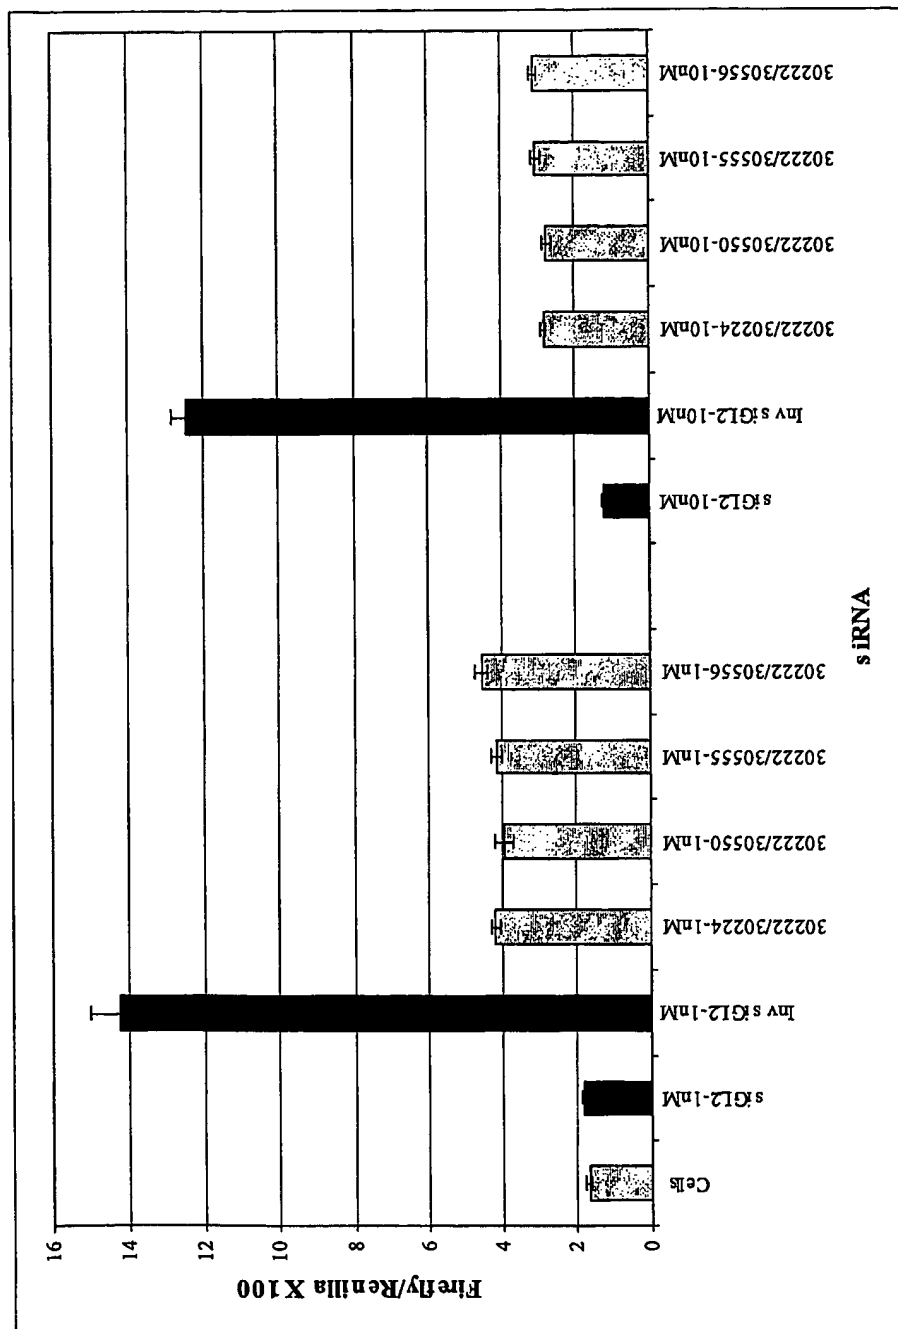 Firefly/Renilla X 100
16
14
12
10
8
6
4
2
0
Cells
siGL2-1nM
Inv siGL2-1nM
30222/30224-1nM
30222/30550-1nM
30222/30555-1nM
30222/30556-1nM
siGL2-10nM
Inv siGL2-10nM
30222/30224-10nM
30222/30550-10nM
30222/30555-10nM
30222/30556-10nM
s iRNA